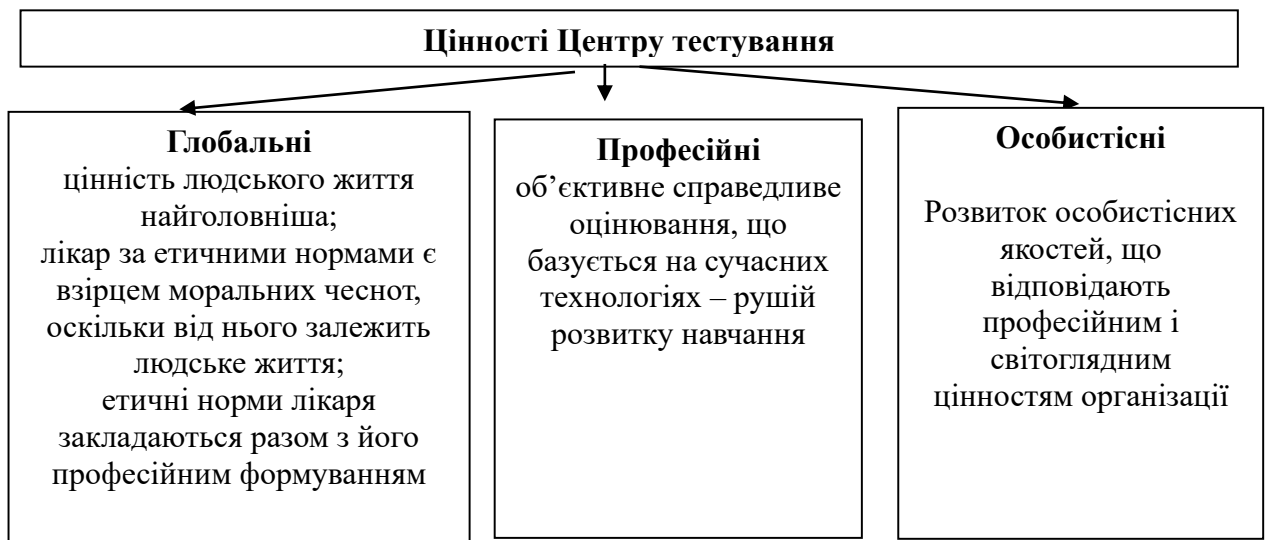 Цінності Центру тестування
Глобальні
цінність людського життя
найголовніша;
лікар за етичними нормами є
взірцем моральних чеснот,
оскільки від нього залежить
людське життя;
етичні норми лікаря
закладаються разом з його
професійним формуванням
Професійні
об’єктивне справедливе
оцінювання, що
базується на сучасних
технологіях – рушій
розвитку навчання
Особистісні
Розвиток особистісних
якостей, що
відповідають
професійним і
світоглядним
цінностям організації